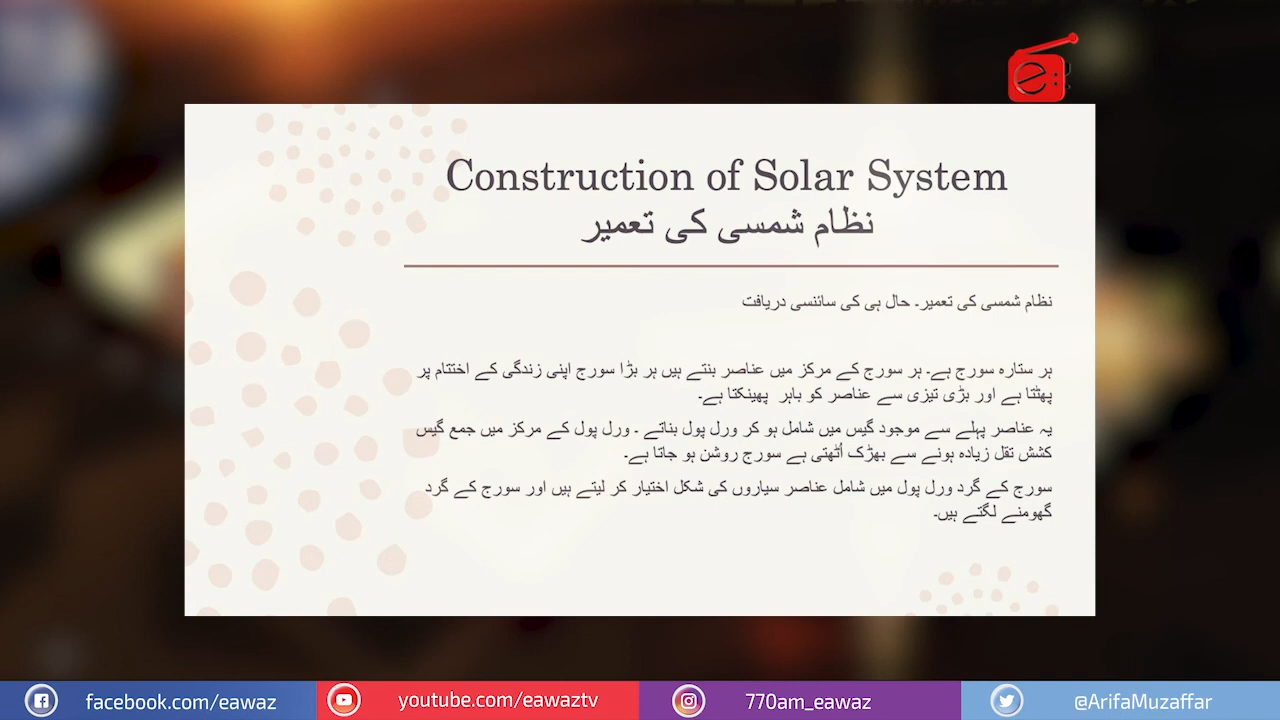 e:
Construction of Solar System
نظام شمسی کی تعمیر
نظام شمسی کی تعمیر۔ حال ہی کی سائنسی دریافت
ہر ستارہ سورج ہے۔ ہر سورج کے مرکز میں عناصر بنتے ہیں ہر بڑا سورج اپنی زندگی کے اختتام پر
پھٹتا ہے اور بڑی تیزی سے عناصر کو باہر پھینکتا ہے۔
یہ عناصر پہلے سے موجود گیس میں شامل ہو کر ورل پول بناتے ۔ ورل پول کے مرکز میں جمع گیس
کشش ثقل زیادہ ہونے سے بھڑک اُٹھتی ہے سورج روشن ہو جاتا ہے۔
سورج کے گرد ورل پول میں شامل عناصر سیاروں کی شکل اختیار کر لیتے ہیں اور سورج کے گرد
گھومنے لگتے ہیں۔
facebook.com/eawaz
youtube.com/eawaztv
770am_eawaz
@ArifaMuzaffar